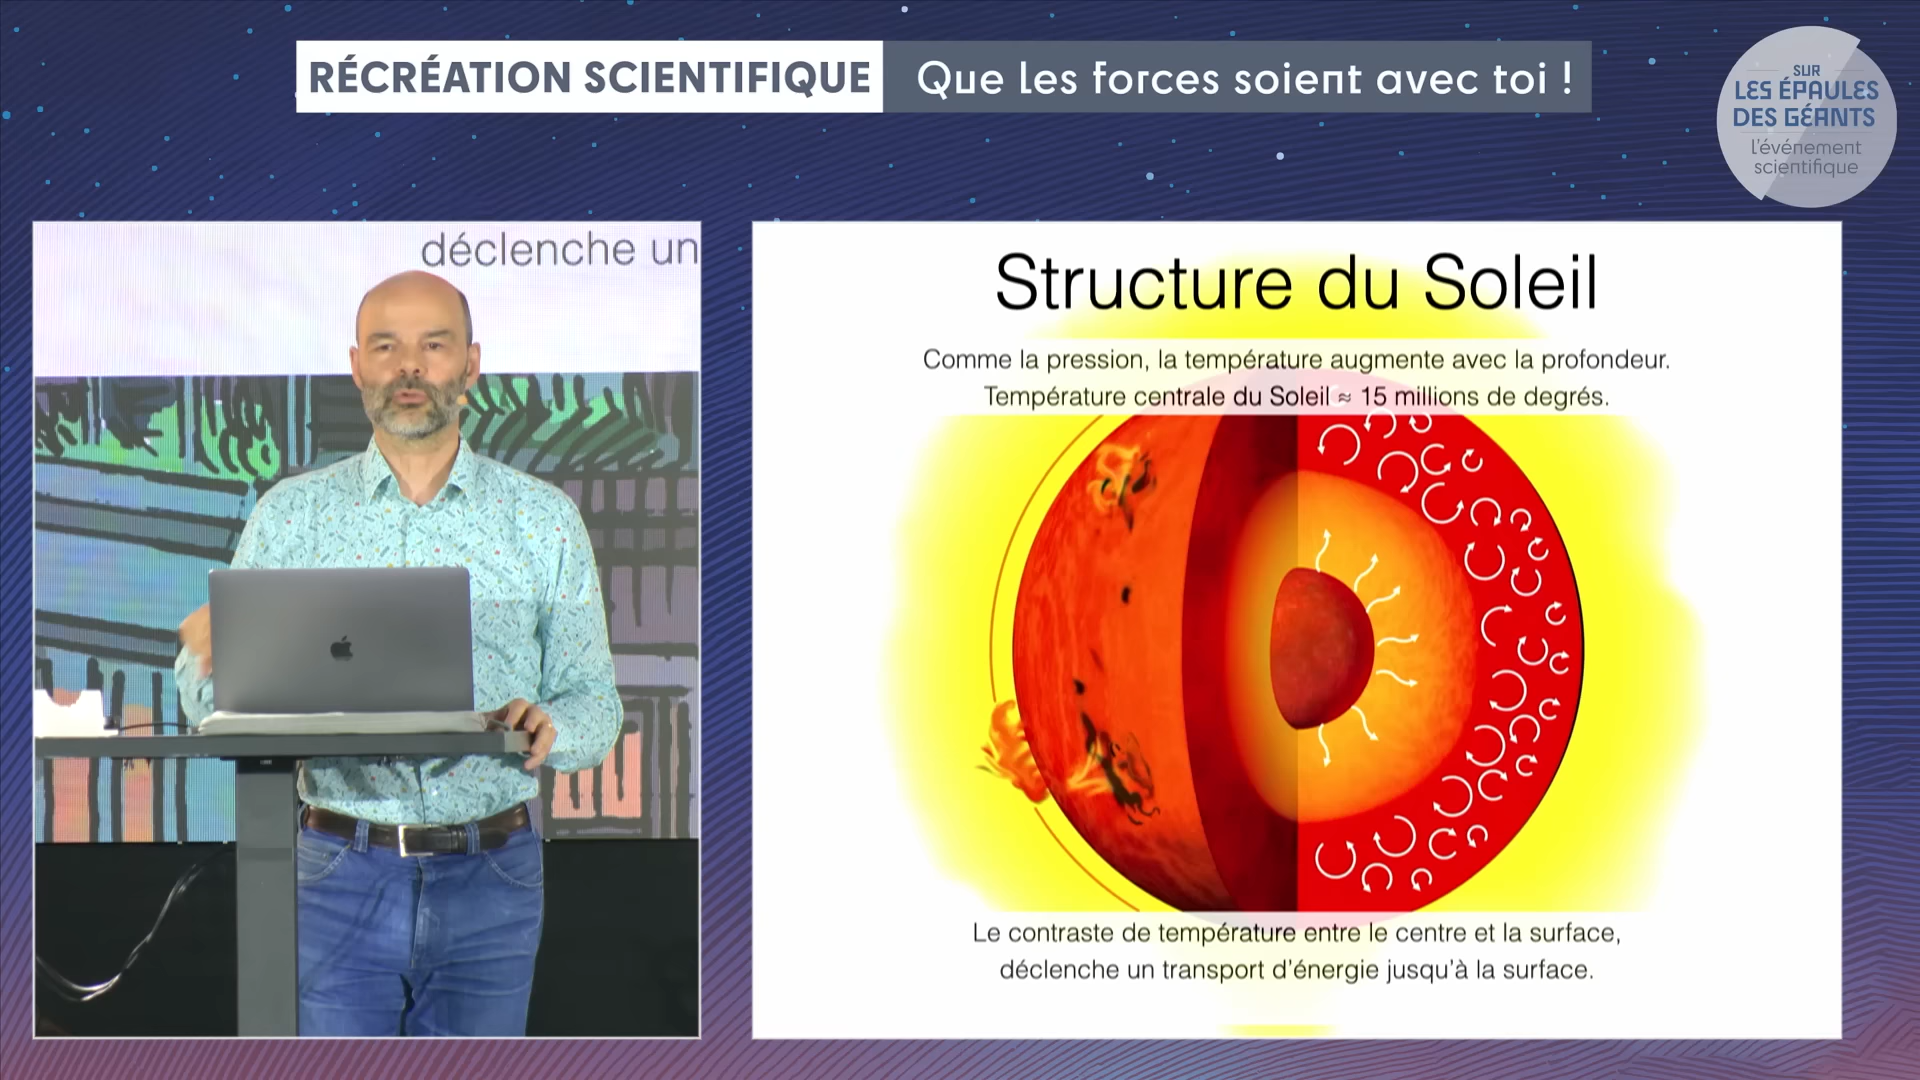 RÉCRÉATION SCIENTIFIQUE Que les forces soient avec toi !
SUR
LES ÉPAULES
DES GÉANTS
L'événement
scientifique
déclenche un
Structure du Soleil
Comme la pression, la température augmente avec la profondeur.
Température centrale du Soleil ≈ 15 millions de degrés.
Le contraste de température entre le centre et la surface,
déclenche un transport d'énergie jusqu'à la surface.